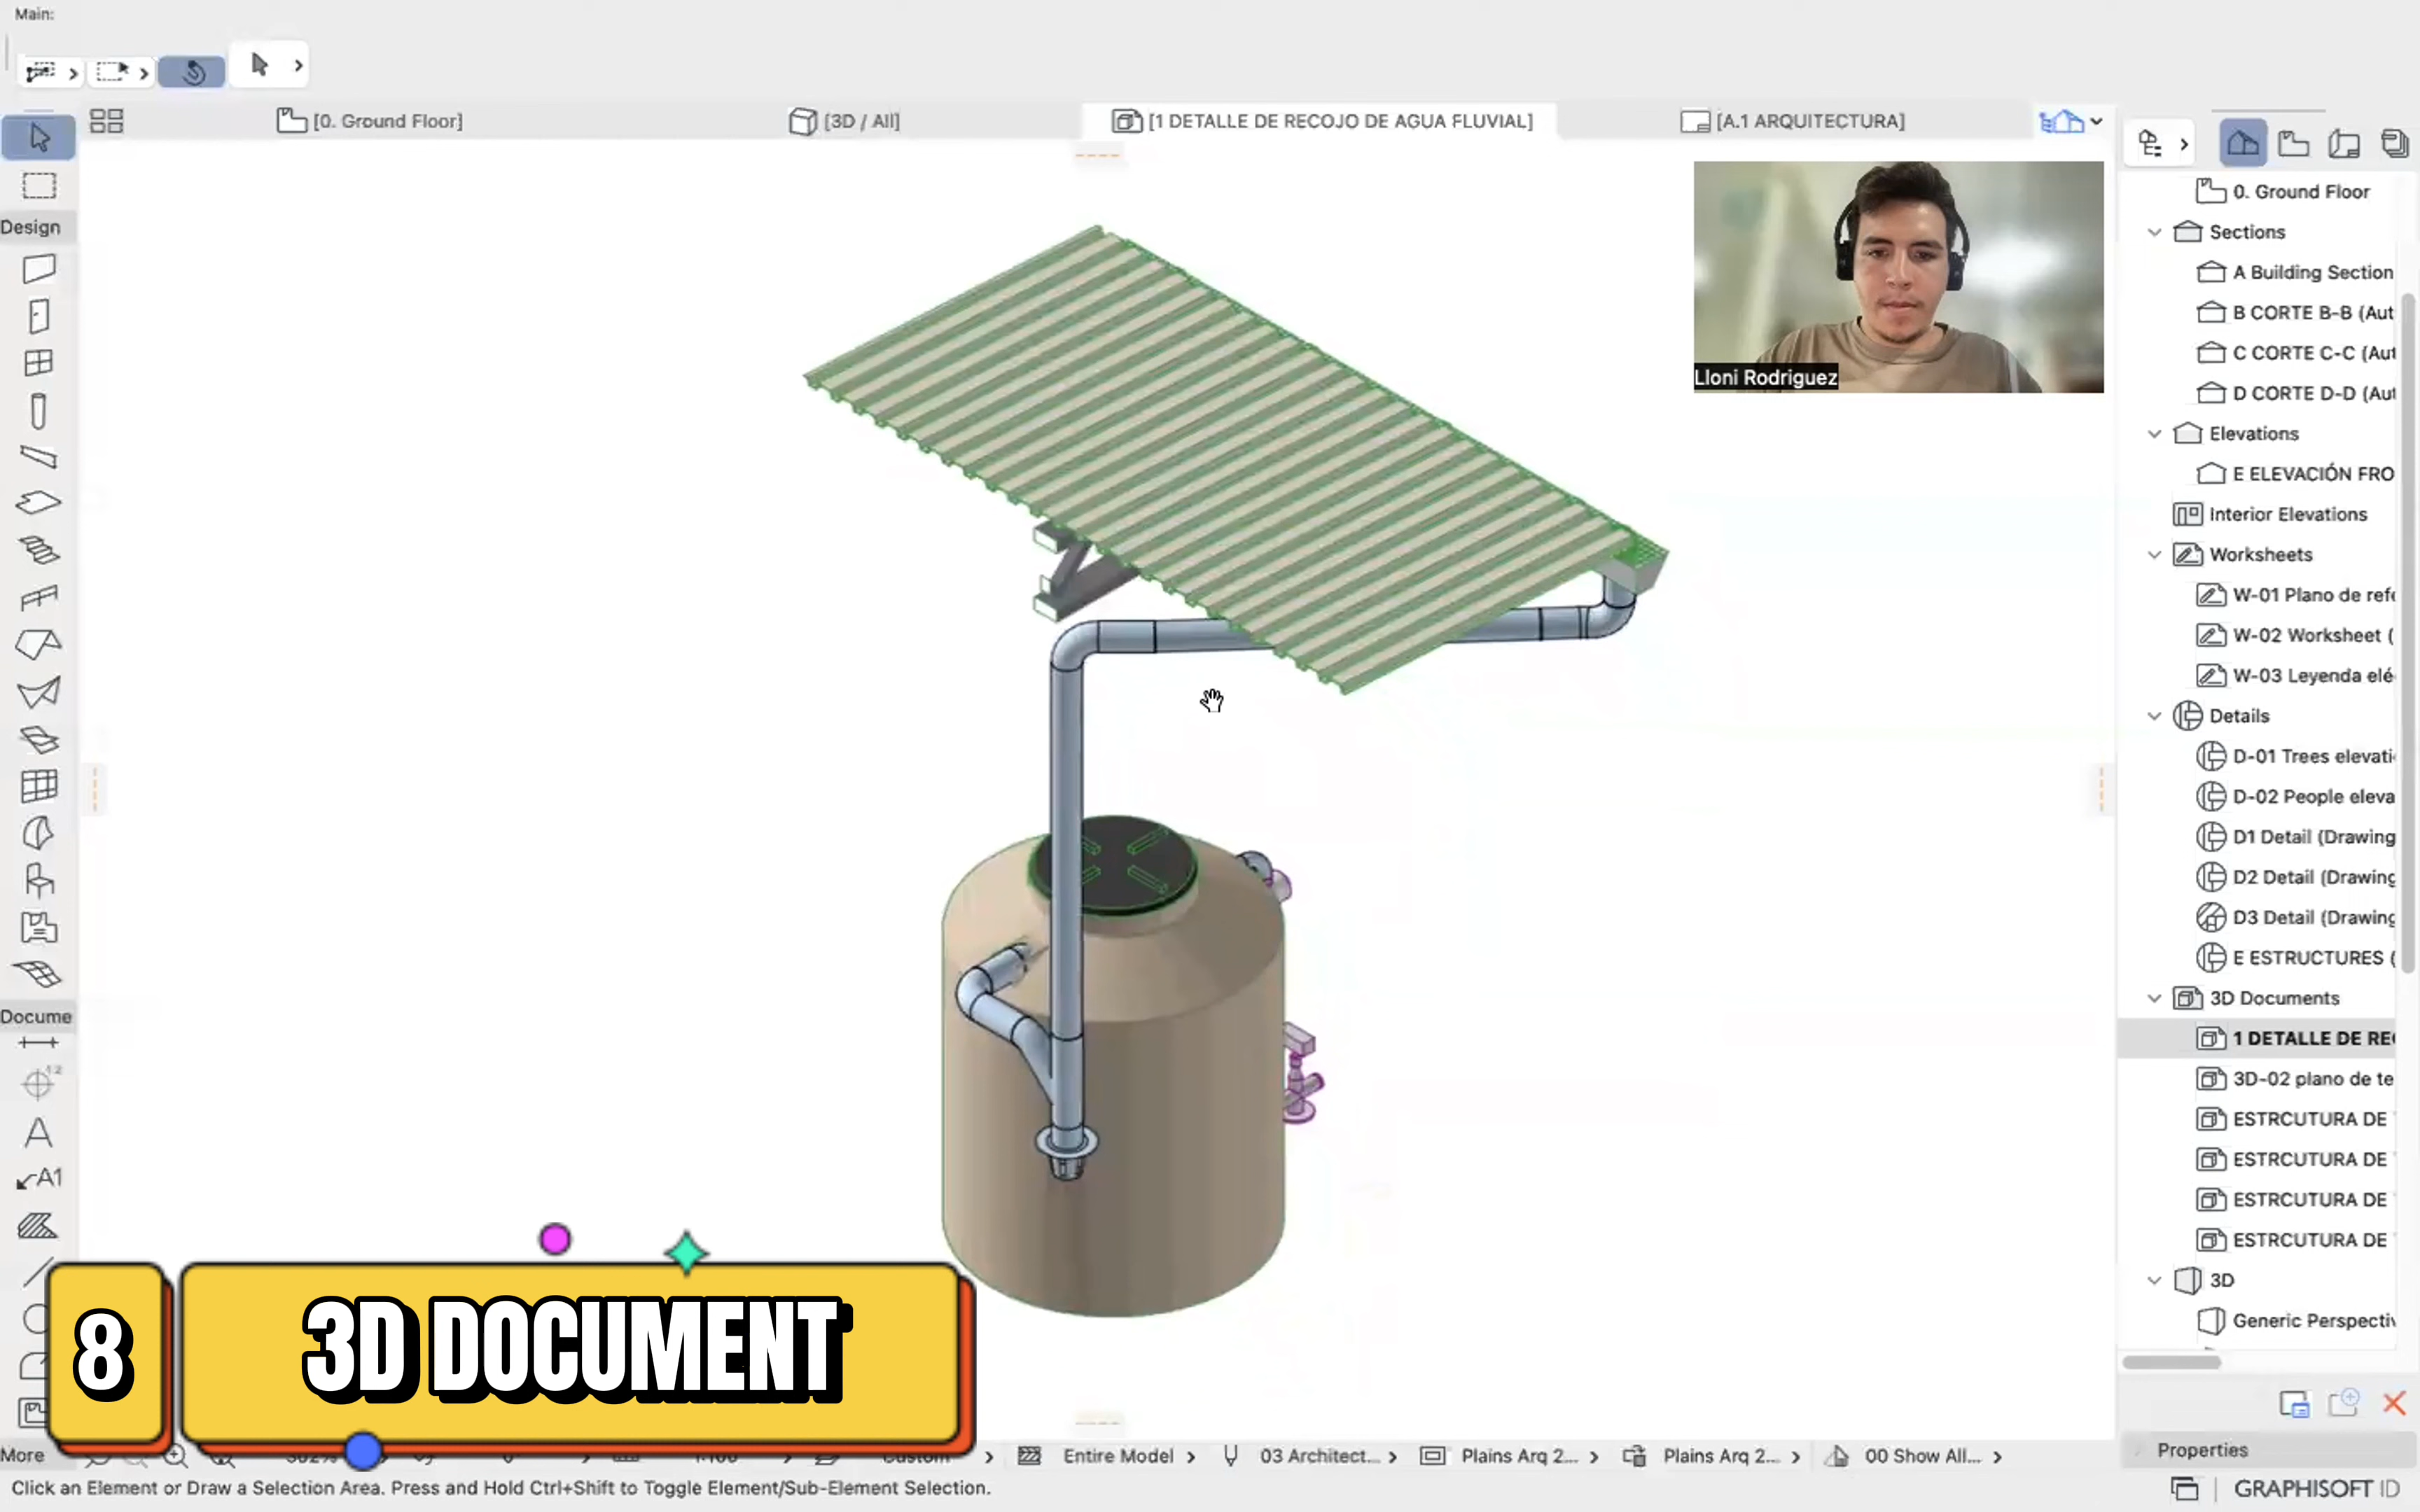 Main:
[0. Ground Floor]
[3D / All]
[1 DETALLE DE RECOJO DE AGUA FLUVIAL]
[A.1 ARQUITECTURA]
Design
Lloni Rodriguez
0. Ground Floor
Sections
A Building Section
B CORTE B-B (Aut
C CORTE C-C (Aut
D CORTE D-D (Aut
Elevations
E ELEVACIÓN FRO
Interior Elevations
Worksheets
W-01 Plano de refe
W-02 Worksheet (
W-03 Leyenda elé
Details
D-01 Trees elevati
D-02 People eleva
D1 Detail (Drawing
D2 Detail (Drawing
D3 Detail (Drawing
E ESTRUCTURES (
3D Documents
1 DETALLE DE RE
3D-02 plano de te
ESTRCUTURA DE
ESTRCUTURA DE
ESTRCUTURA DE
ESTRCUTURA DE
3D
Generic Perspectiv
Docume
1.2
A
A1
8
3D DOCUMENT
More
Custom
Entire Model
03 Architect...
Plains Arq 2...
Plains Arq 2...
00 Show All...
Properties
Click an Element or Draw a Selection Area. Press and Hold Ctrl+Shift to Toggle Element/Sub-Element Selection.
GRAPHISOFT ID